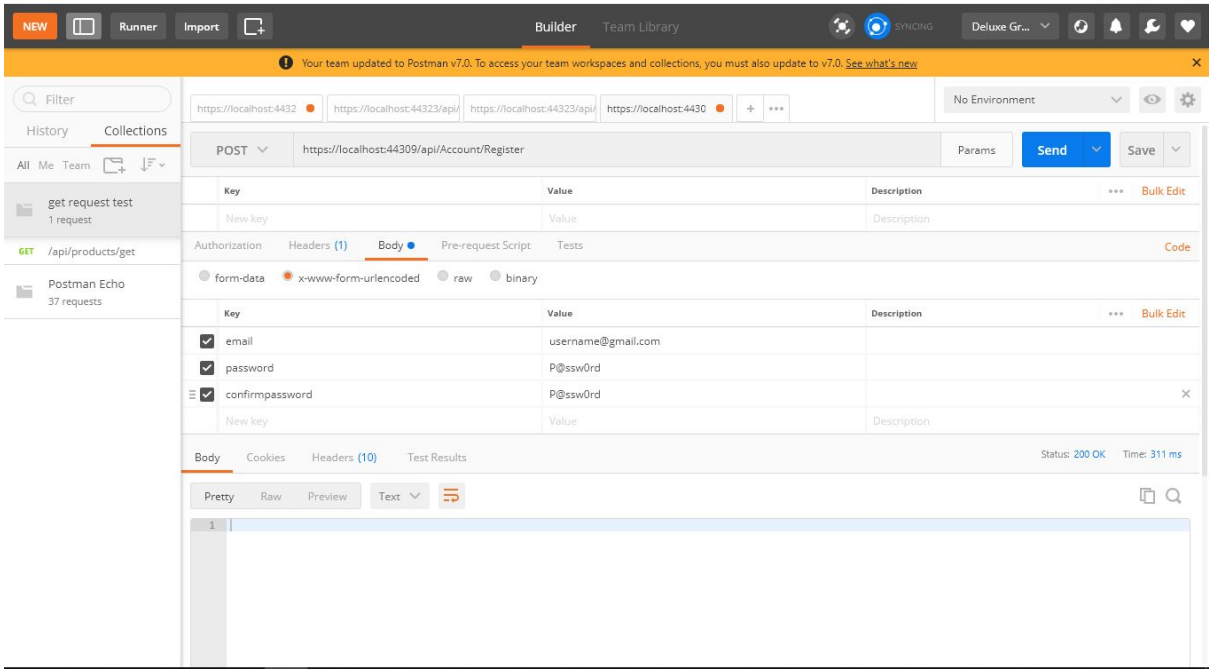 NEW Runner Import Builder Team Library SYNCING Deluxe Gr...
Your team updated to Postman v7.0. To access your team workspaces and collections, you must also update to v7.0. See what's new
Filter
History Collections
All Me Team
get request test
1 request
GET /api/products/get
Postman Echo
37 requests
https://localhost:4432 https://localhost:44323/api/ https://localhost:44323/api/ https://localhost:4430 + No Environment
POST https://localhost:44309/api/Account/Register Params Send Save
Key Value Description Bulk Edit
New key Value Description
Authorization Headers (1) Body Pre-request Script Tests Code
form-data x-www-form-urlencoded raw binary
Key Value Description Bulk Edit
email username@gmail.com
password P@ssw0rd
confirmpassword P@ssw0rd
New key Value Description
Body Cookies Headers (10) Test Results Status: 200 OK Time: 311 ms
Pretty Raw Preview Text
1